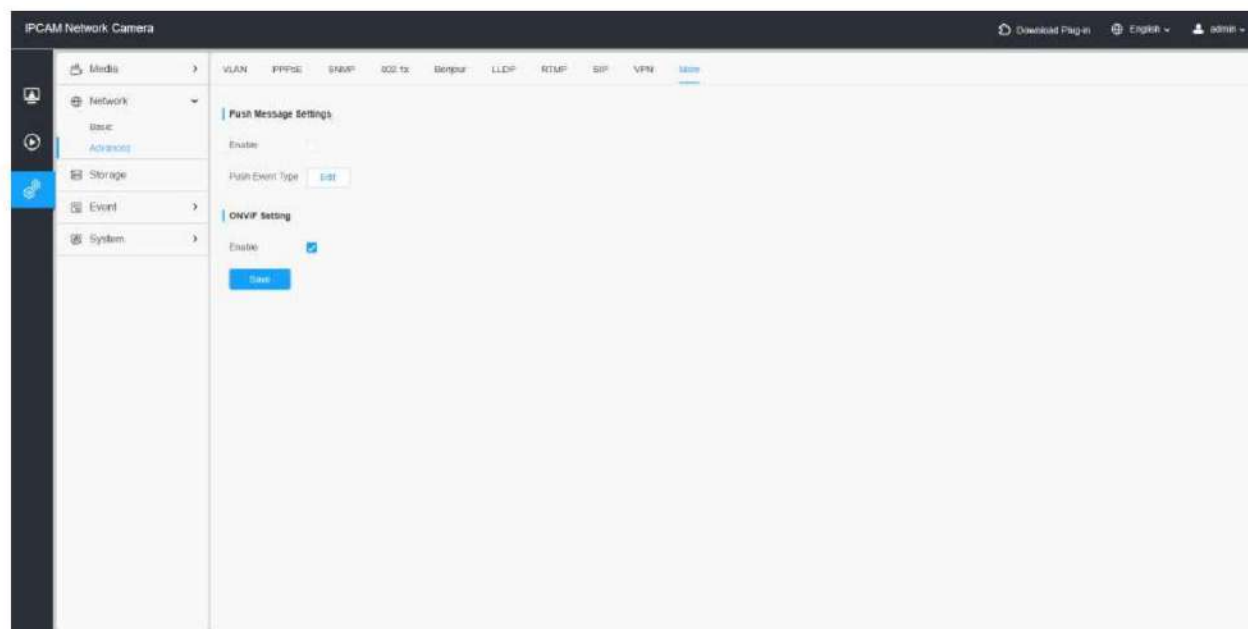 IPCAM Network Camera
Download Plug-in English admin
Media
Network
Basic
Advanced
Storage
Event
System
VLAN PPPoE SNMP 802.1x Bonjour LLDP RTMP SIP VPN More
Push Message Settings
Enable
Push Event Type Edit
ONVIF Setting
Enable
Save